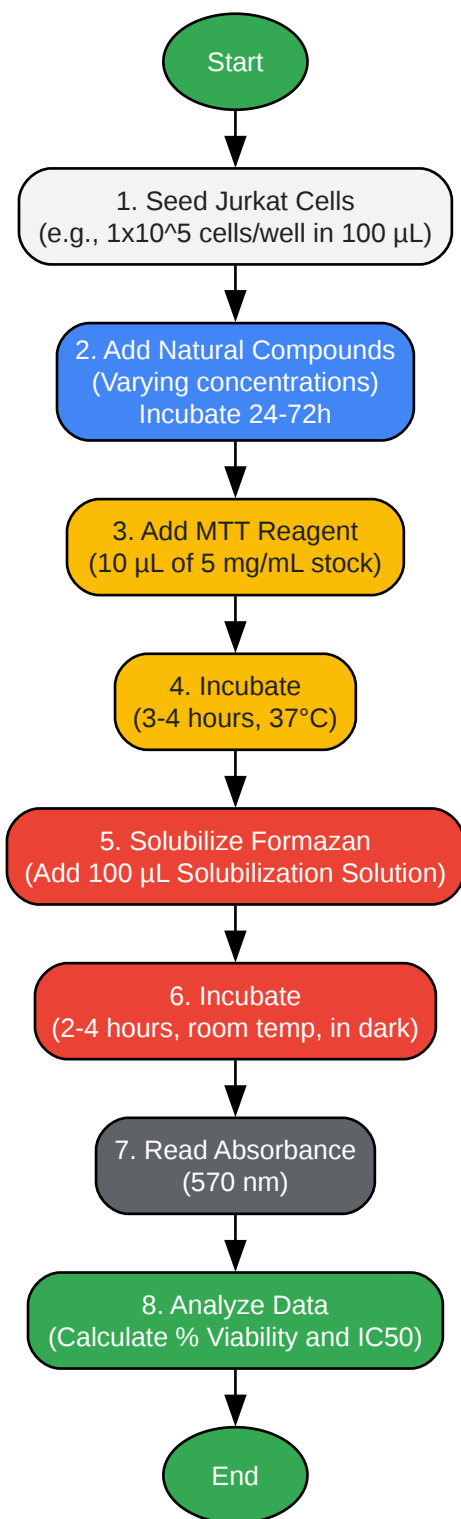 Start
1. Seed Jurkat Cells
(e.g., 1x10^5 cells/well in 100 µL)
2. Add Natural Compounds
(Varying concentrations)
Incubate 24-72h
3. Add MTT Reagent
(10 µL of 5 mg/mL stock)
4. Incubate
(3-4 hours, 37°C)
5. Solubilize Formazan
(Add 100 µL Solubilization Solution)
6. Incubate
(2-4 hours, room temp, in dark)
7. Read Absorbance
(570 nm)
8. Analyze Data
(Calculate % Viability and IC50)
End